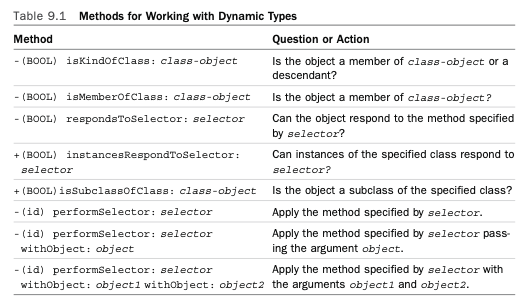 Table 9.1 Methods for Working with Dynamic Types
Method Question or Action
-(BOOL) isKindOfClass: class-object Is the object a member of class-object or a
descendant?
-(BOOL) isMemberOfClass: class-object Is the object a member of class-object?
-(BOOL) respondsToSelector: selector Can the object respond to the method specified
by selector?
+(BOOL) instancesRespondToSelector: Can instances of the specified class respond to
selector? selector?
+(BOOL)isSubclassOfClass: class-object Is the object a subclass of the specified class?
-(id) performSelector: selector Apply the method specified by selector.
-(id) performSelector: selector Apply the method specified by selector pass-
withObject: object ing the argument object.
-(id) performSelector: selector Apply the method specified by selector with
withObject: object1 withObject: object2 the arguments object1 and object2.